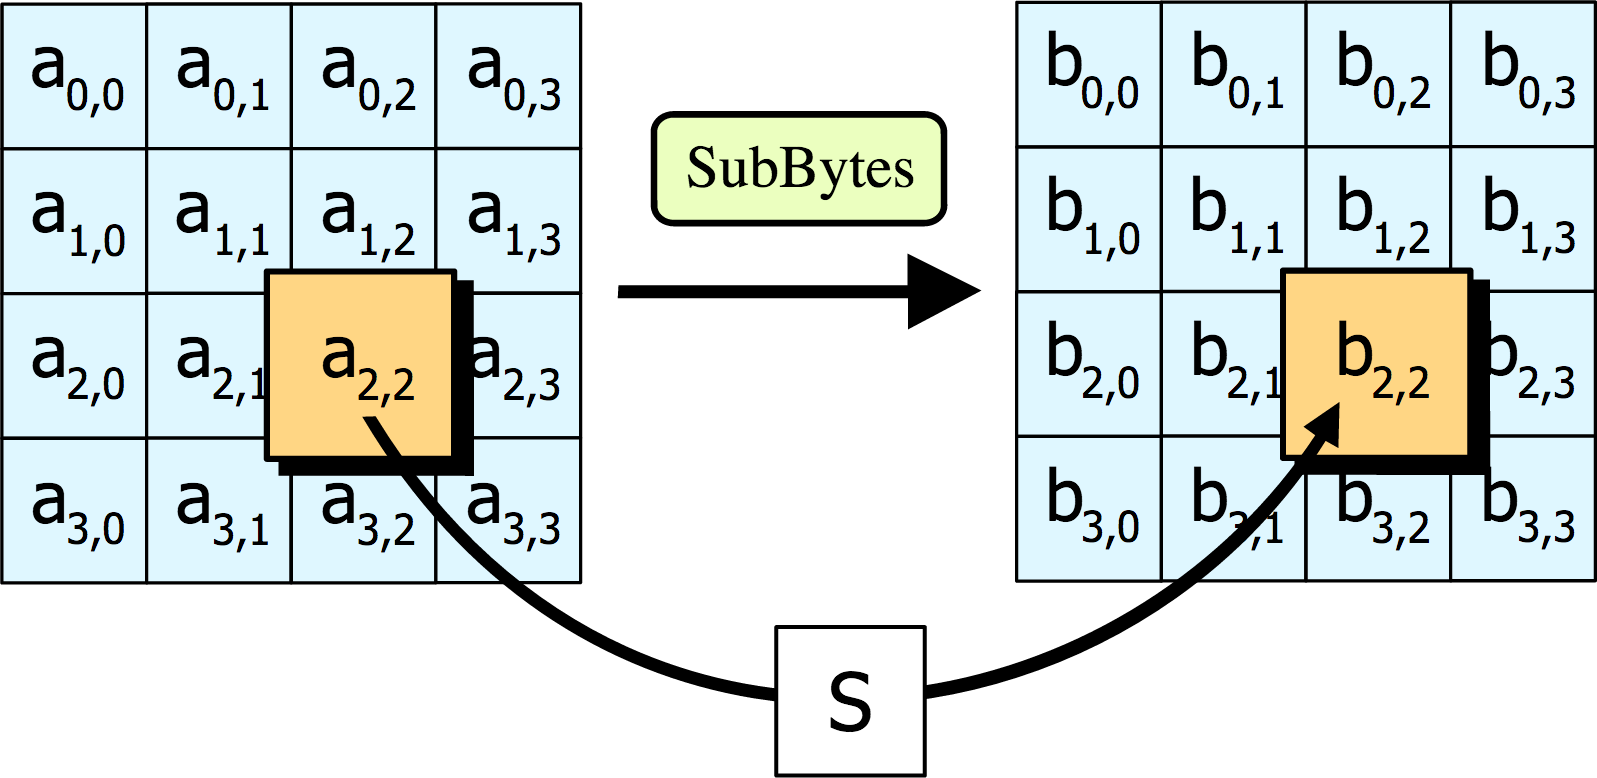 a0,0 a0,1 a0,2 a0,3
a1,0 a1,1 a1,2 a1,3
a2,0 a2,1 a2,2 a2,3
a3,0 a3,1 a3,2 a3,3
SubBytes
b0,0 b0,1 b0,2 b0,3
b1,0 b1,1 b1,2 b1,3
b2,0 b2,1 b2,2 b2,3
b3,0 b3,1 b3,2 b3,3
S